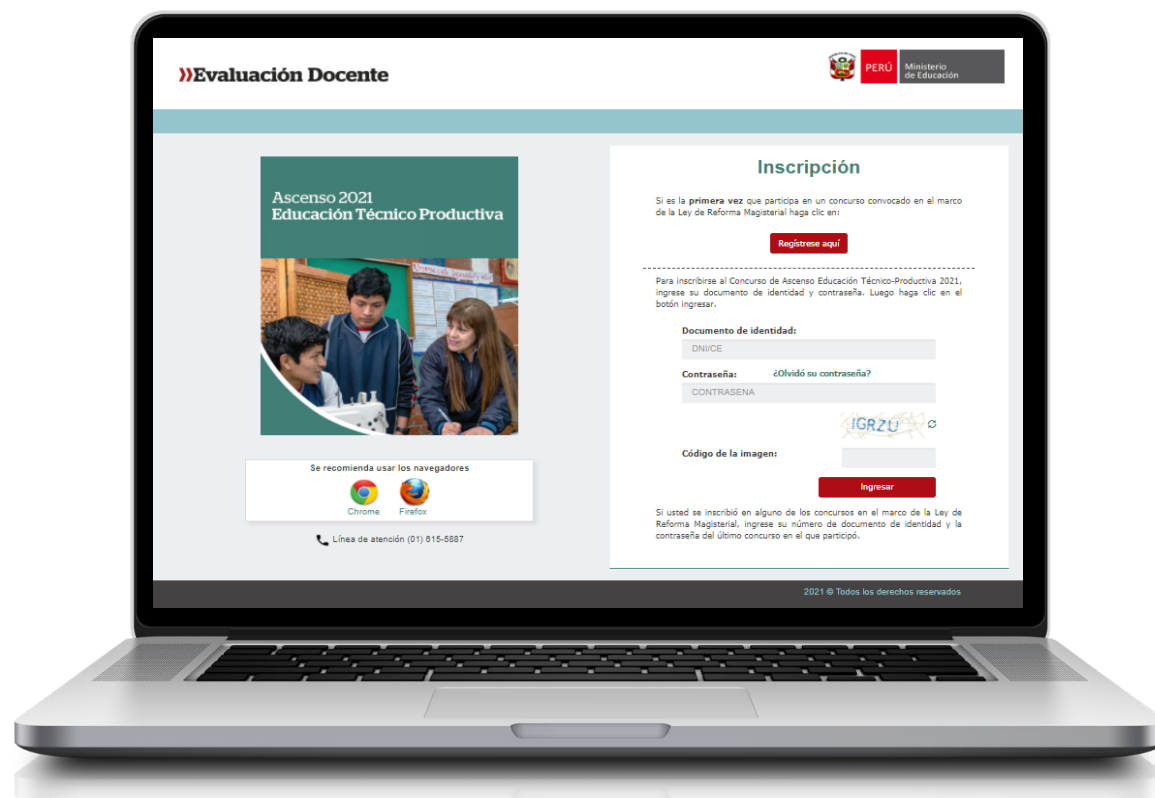 »Evaluación Docente
PERÚ
Ministerio
de Educación
Ascenso 2021
Educación Técnico Productiva
Se recomienda usar los navegadores
Chrome Firefox
Línea de atención (01) 615-5887
Inscripción
Si es la primera vez que participa en un concurso convocado en el marco
de la Ley de Reforma Magisterial haga clic en:
Regístrese aquí
Para inscribirse al Concurso de Ascenso Educación Técnico-Productiva 2021,
ingrese su documento de identidad y contraseña. Luego haga clic en el
botón ingresar.
Documento de identidad:
DNI/CE
Contraseña: ¿Olvidó su contraseña?
CONTRASENA
IGRZU
Código de la imagen:
Ingresar
Si usted se inscribió en alguno de los concursos en el marco de la Ley de
Reforma Magisterial, ingrese su número de documento de identidad y la
contraseña del último concurso en el que participó.
2021 © Todos los derechos reservados